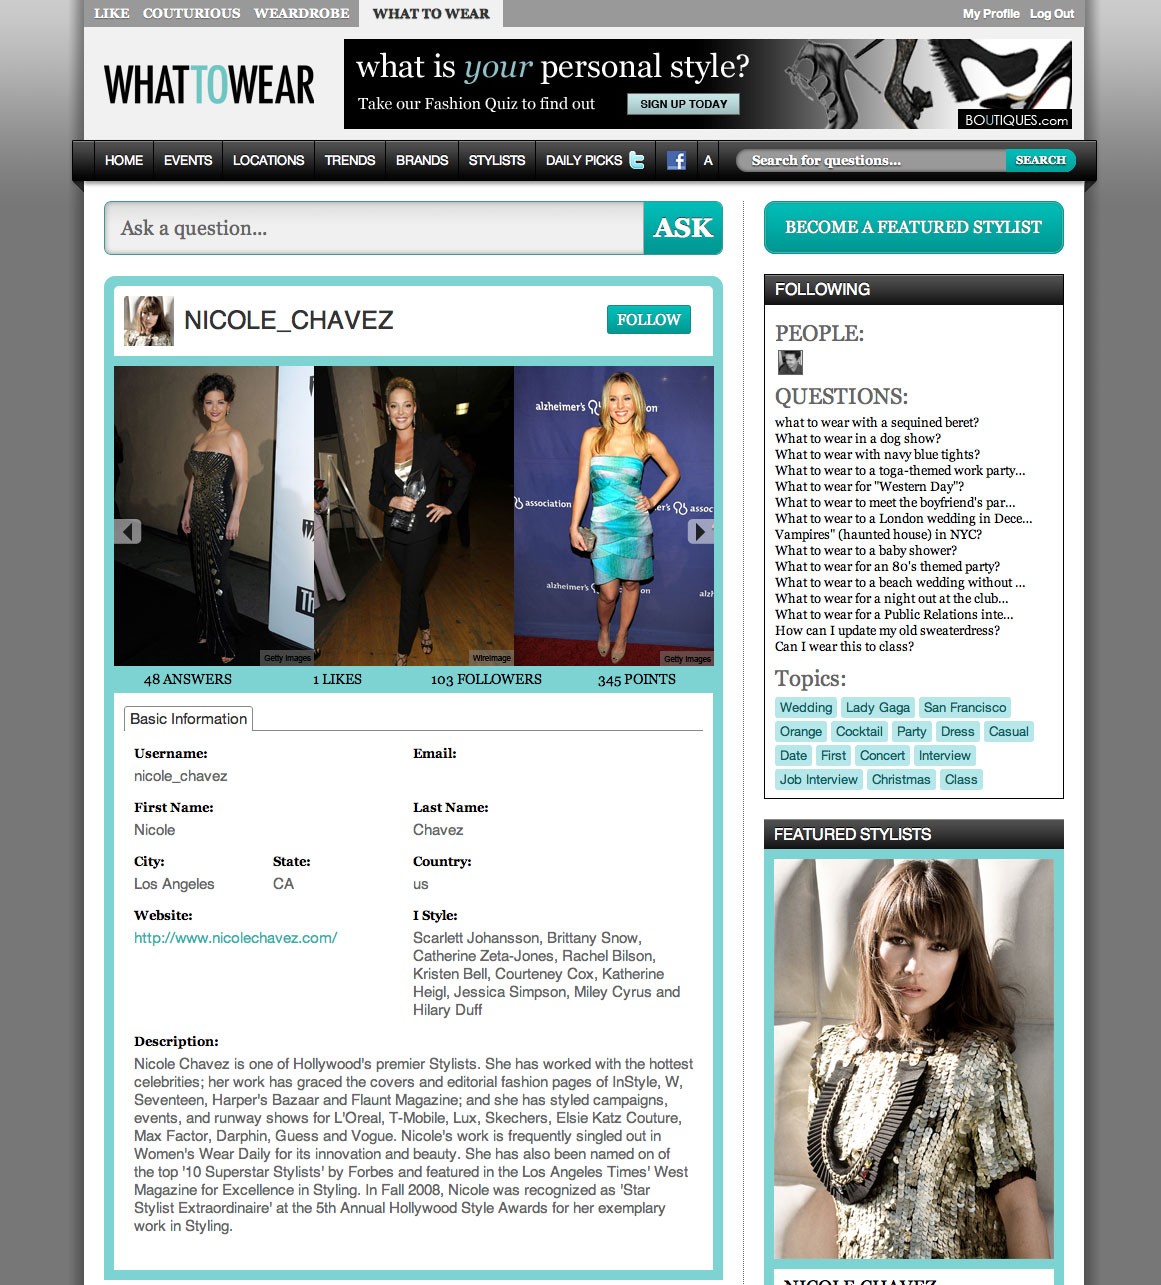 LIKE COUTURIOUS WEARDROBE WHAT TO WEAR My Profile Log Out
WHATTOWEAR
what is your personal style?
Take our Fashion Quiz to find out SIGN UP TODAY
BOUTIQUES.com
HOME EVENTS LOCATIONS TRENDS BRANDS STYLISTS DAILY PICKS t f A Search for questions... SEARCH
Ask a question... ASK
BECOME A FEATURED STYLIST
NICOLE_CHAVEZ FOLLOW
alzheimer's association
Getty Images WireImage Getty Images
48 ANSWERS 1 LIKES 103 FOLLOWERS 345 POINTS
Basic Information
Username: Email:
nicole_chavez
First Name: Last Name:
Nicole Chavez
City: State: Country:
Los Angeles CA us
Website: I Style:
http://www.nicolechavez.com/
Scarlett Johansson, Brittany Snow,
Catherine Zeta-Jones, Rachel Bilson,
Kristen Bell, Courteney Cox, Katherine
Heigl, Jessica Simpson, Miley Cyrus and
Hilary Duff
Description:
Nicole Chavez is one of Hollywood's premier Stylists. She has worked with the hottest
celebrities; her work has graced the covers and editorial fashion pages of InStyle, W,
Seventeen, Harper's Bazaar and Flaunt Magazine; and she has styled campaigns,
events, and runway shows for L'Oreal, T-Mobile, Lux, Skechers, Elsie Katz Couture,
Max Factor, Darphin, Guess and Vogue. Nicole's work is frequently singled out in
Women's Wear Daily for its innovation and beauty. She has also been named on of
the top '10 Superstar Stylists' by Forbes and featured in the Los Angeles Times' West
Magazine for Excellence in Styling. In Fall 2008, Nicole was recognized as 'Star
Stylist Extraordinaire' at the 5th Annual Hollywood Style Awards for her exemplary
work in Styling.
FOLLOWING
PEOPLE:
QUESTIONS:
what to wear with a sequined beret?
What to wear in a dog show?
What to wear with navy blue tights?
What to wear to a toga-themed work party...
What to wear for "Western Day"?
What to wear to meet the boyfriend's par...
What to wear to a London wedding in Dece...
Vampires" (haunted house) in NYC?
What to wear to a baby shower?
What to wear for an 80's themed party?
What to wear to a beach wedding without ...
What to wear for a night out at the club...
What to wear for a Public Relations inte...
How can I update my old sweaterdress?
Can I wear this to class?
Topics:
Wedding Lady Gaga San Francisco
Orange Cocktail Party Dress Casual
Date First Concert Interview
Job Interview Christmas Class
FEATURED STYLISTS
NICOLE CHAVEZ